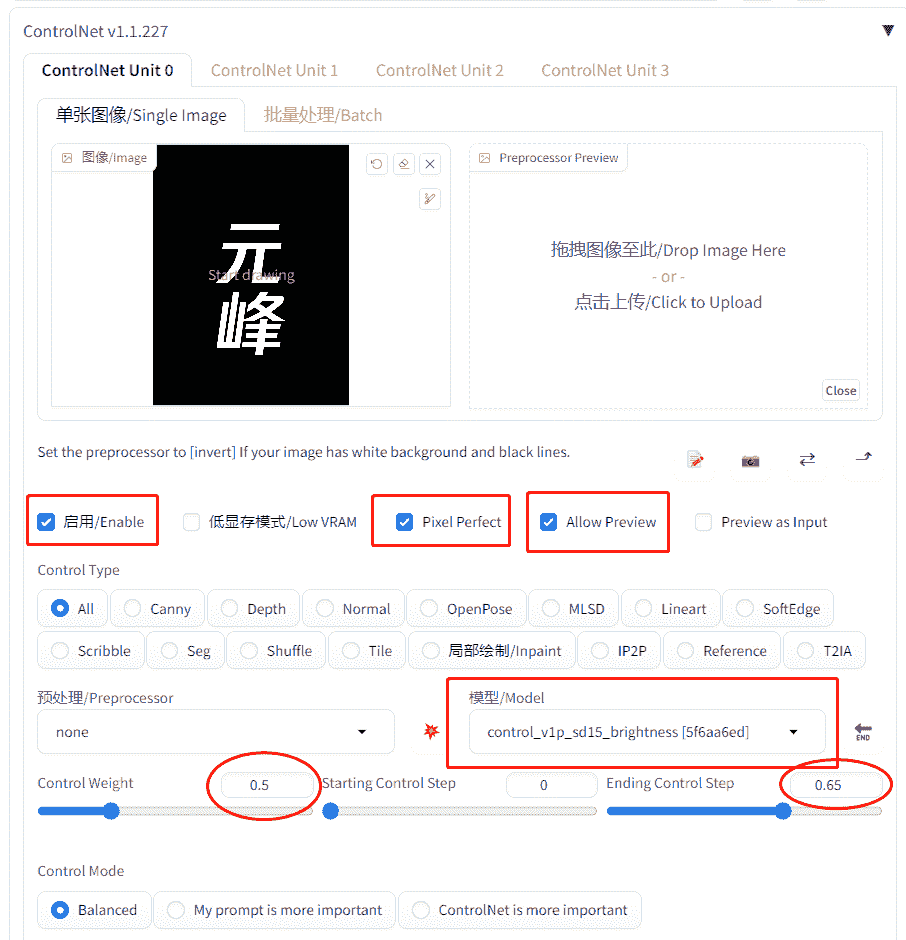 ControlNet v1.1.227
ControlNet Unit 0 ControlNet Unit 1 ControlNet Unit 2 ControlNet Unit 3
单张图像/Single Image 批量处理/Batch
图像/Image
Preprocessor Preview
元
Start drawing
峰
拖拽图像至此/Drop Image Here
- or -
点击上传/Click to Upload
Close
Set the preprocessor to [invert] If your image has white background and black lines.
启用/Enable 低显存模式/Low VRAM Pixel Perfect Allow Preview Preview as Input
Control Type
All Canny Depth Normal OpenPose MLSD Lineart SoftEdge
Scribble Seg Shuffle Tile 局部绘制/Inpaint IP2P Reference T2IA
预处理/Preprocessor 模型/Model
none control_v1p_sd15_brightness [5f6aa6ed]
END
Control Weight 0.5 Starting Control Step 0 Ending Control Step 0.65
Control Mode
Balanced My prompt is more important ControlNet is more important